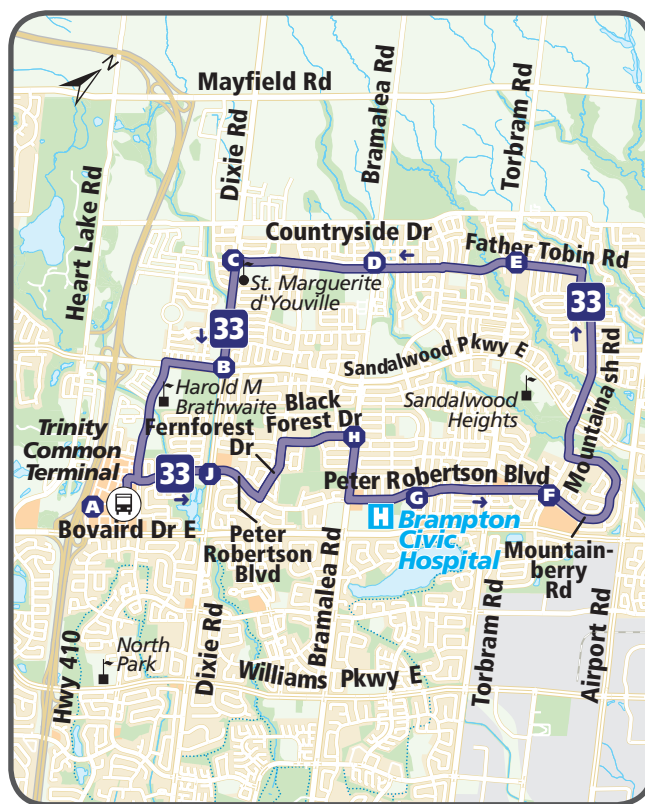 N
Mayfield Rd
Heart Lake Rd
Dixie Rd
Bramalea Rd
Torbram Rd
Countryside Dr
Father Tobin Rd
C
D
E
St. Marguerite
d'Youville
33
33
B
Sandalwood Pkwy E
Mountainash Rd
Harold M
Brathwaite
Sandalwood
Heights
Black
Forest Dr
Fernforest
Dr
H
Trinity
Common
Terminal
33
J
Peter Robertson Blvd
A
G
F
Bovaird Dr E
Peter
Robertson
Blvd
H
Brampton
Civic
Hospital
Mountain-
berry
Rd
Bramalea Rd
Torbram Rd
Airport Rd
North
Park
Hwy 410
Dixie Rd
Williams Pkwy E